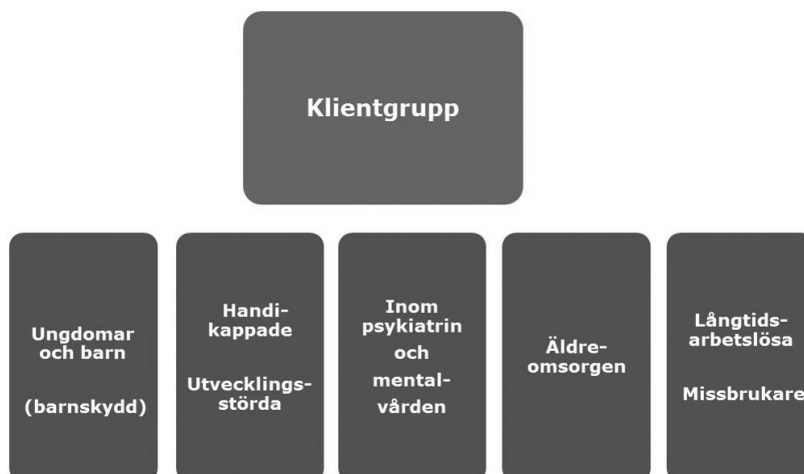 Klientgrupp
Ungdomar
och barn
(barnskydd)
Handi-
kappade
Utvecklings-
störda
Inom
psykiatrin
och
mental-
vården
Äldre-
omsorgen
Långtids-
arbetslösa
Missbrukare